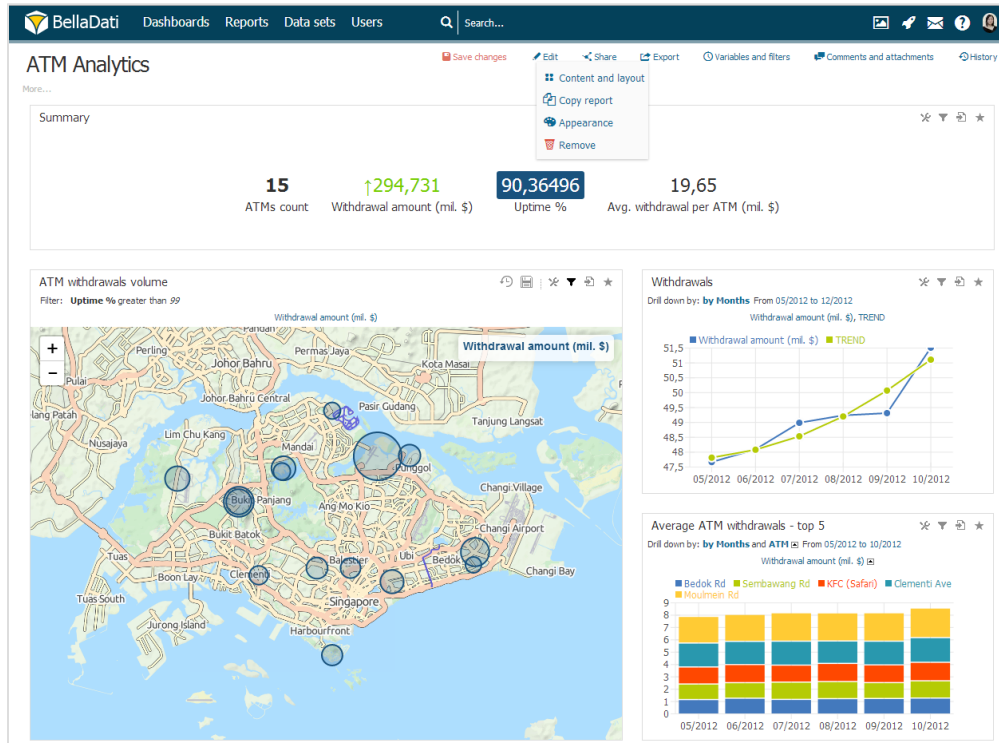 BellaDati Dashboards Reports Data sets Users Search...
ATM Analytics
Save changes Edit Share Export Variables and filters Comments and attachments History
More...
Content and layout
Copy report
Appearance
Remove
Summary
15 ↑294,731 90,36496 19,65
ATMs count Withdrawal amount (mil. $) Uptime % Avg. withdrawal per ATM (mil. $)
ATM withdrawals volume
Filter: Uptime % greater than 99
Withdrawal amount (mil. $)
+
−
Withdrawal amount (mil. $)
Pandan
Perling
Permas Jaya
Johor Bahru
Kota Masai
Pulai
Johor Bahru Central
Pasir Gudang
lang Patah
Tanjung Langsat
Lim Chu Kang
Nusajaya
Mandai
Punggol
Changi Village
Bukit Panjang
Ang Mo Kio
Changi Airport
Bukit Batok
Tuas
Ubi
Balestier
Bedok
Boon Lay
Clementi
Changi Bay
Tuas South
Singapore
Jurong Island
Harbourfront
Withdrawals
Drill down by: by Months From 05/2012 to 12/2012
Withdrawal amount (mil. $), TREND
Withdrawal amount (mil. $) TREND
51,5
51
50,5
50
49,5
49
48,5
48
47,5
05/2012 06/2012 07/2012 08/2012 09/2012 10/2012
Average ATM withdrawals - top 5
Drill down by: by Months and ATM From 05/2012 to 10/2012
Withdrawal amount (mil. $)
Bedok Rd Sembawang Rd KFC (Safari) Clementi Ave
Moulmein Rd
9
8
7
6
5
4
3
2
1
0
05/2012 06/2012 07/2012 08/2012 09/2012 10/2012